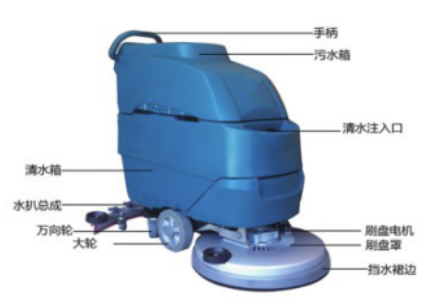 手柄
污水箱
清水注入口
清水箱
水扒总成
万向轮
大轮
刷盘电机
刷盘罩
挡水裙边